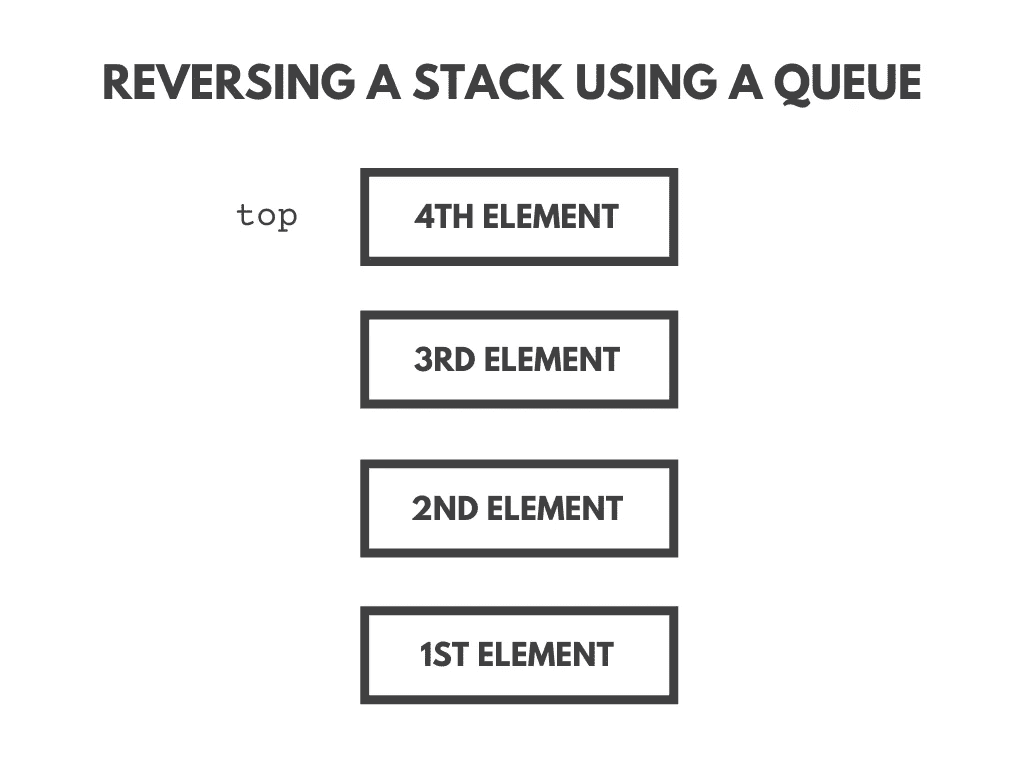 REVERSING A STACK USING A QUEUE
top
4TH ELEMENT
3RD ELEMENT
2ND ELEMENT
1ST ELEMENT